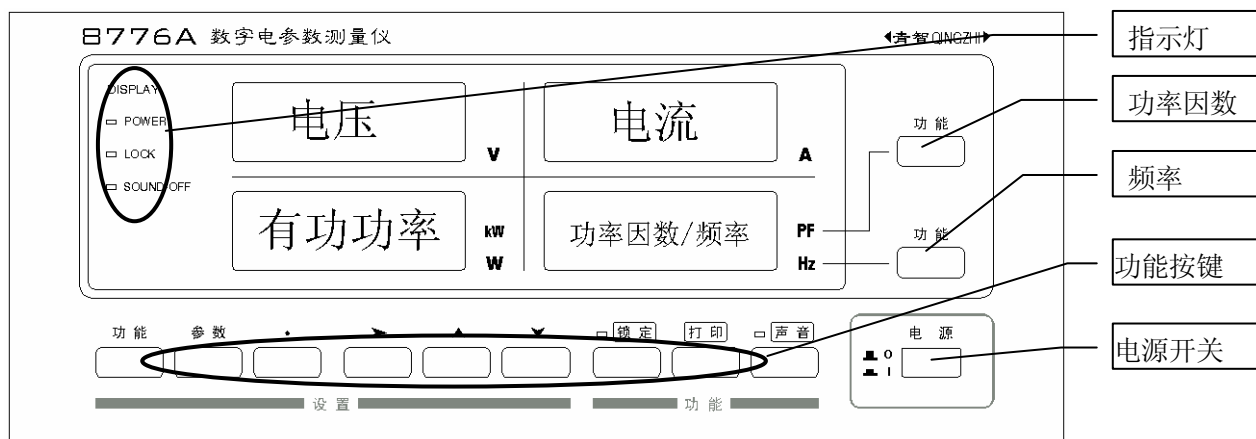 8776A 数字电参数测量仪
青智QINGZHI
指示灯
DISPLAY
POWER
LOCK
SOUND OFF
电压
V
电流
A
功能
功率因数
有功功率
kW
W
功率因数/频率
PF
Hz
功能
频率
功能 参数 · 锁定 打印 声音
功能按键
设置 功能
电源
O
I
电源开关